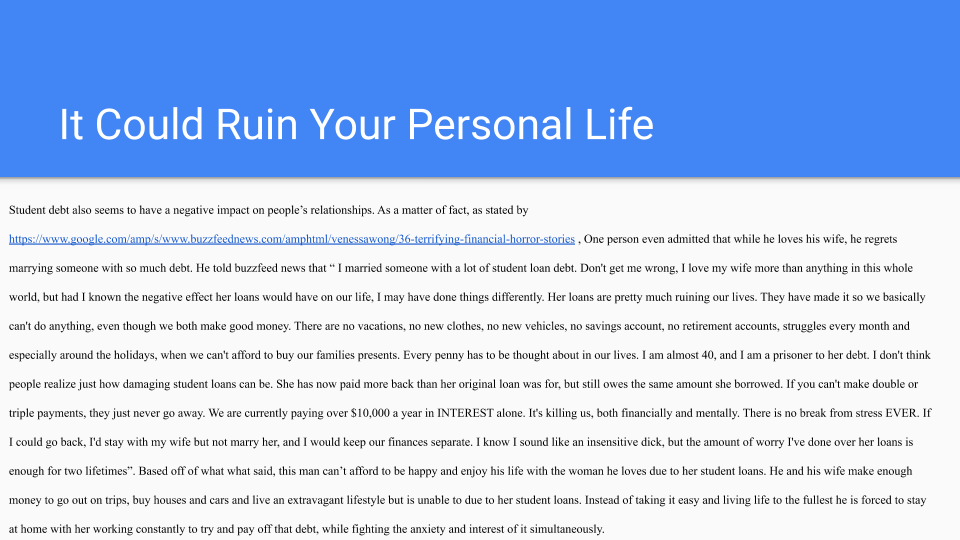 It Could Ruin Your Personal Life
Student debt also seems to have a negative impact on people’s relationships. As a matter of fact, as stated by
https://www.google.com/amp/s/www.buzzfeednews.com/amphtml/venessawong/36-terrifying-financial-horror-stories , One person even admitted that while he loves his wife, he regrets
marrying someone with so much debt. He told buzzfeed news that “ I married someone with a lot of student loan debt. Don't get me wrong, I love my wife more than anything in this whole
world, but had I known the negative effect her loans would have on our life, I may have done things differently. Her loans are pretty much ruining our lives. They have made it so we basically
can't do anything, even though we both make good money. There are no vacations, no new clothes, no new vehicles, no savings account, no retirement accounts, struggles every month and
especially around the holidays, when we can't afford to buy our families presents. Every penny has to be thought about in our lives. I am almost 40, and I am a prisoner to her debt. I don't think
people realize just how damaging student loans can be. She has now paid more back than her original loan was for, but still owes the same amount she borrowed. If you can't make double or
triple payments, they just never go away. We are currently paying over $10,000 a year in INTEREST alone. It's killing us, both financially and mentally. There is no break from stress EVER. If
I could go back, I'd stay with my wife but not marry her, and I would keep our finances separate. I know I sound like an insensitive dick, but the amount of worry I've done over her loans is
enough for two lifetimes”. Based off of what what said, this man can’t afford to be happy and enjoy his life with the woman he loves due to her student loans. He and his wife make enough
money to go out on trips, buy houses and cars and live an extravagant lifestyle but is unable to due to her student loans. Instead of taking it easy and living life to the fullest he is forced to stay
at home with her working constantly to try and pay off that debt, while fighting the anxiety and interest of it simultaneously.